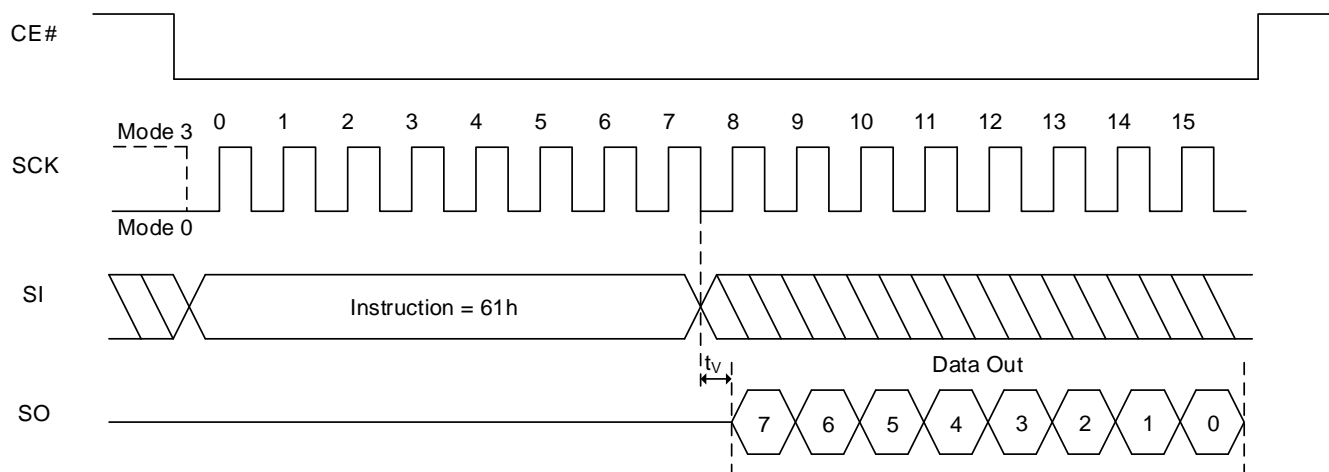 CE#
0 1 2 3 4 5 6 7 8 9 10 11 12 13 14 15
Mode 3
SCK
Mode 0
SI
Instruction = 61h
tV
Data Out
SO
7 6 5 4 3 2 1 0